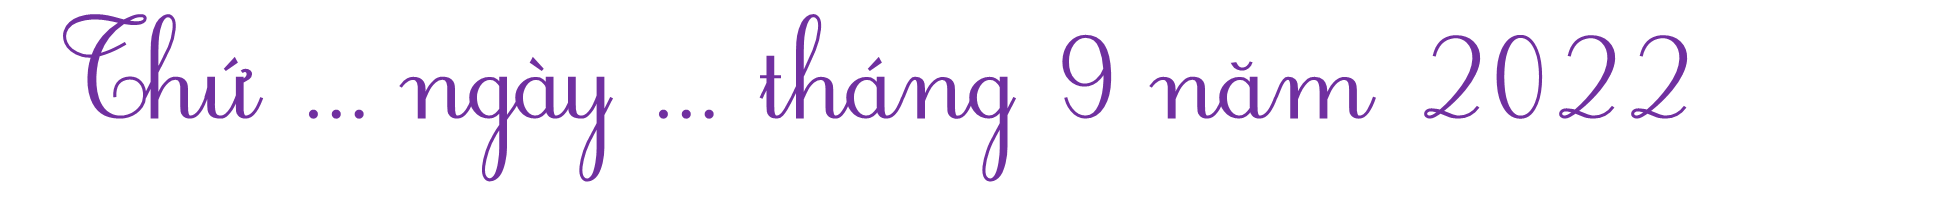 Thứ ... ngày ... tháng 9 năm 2022